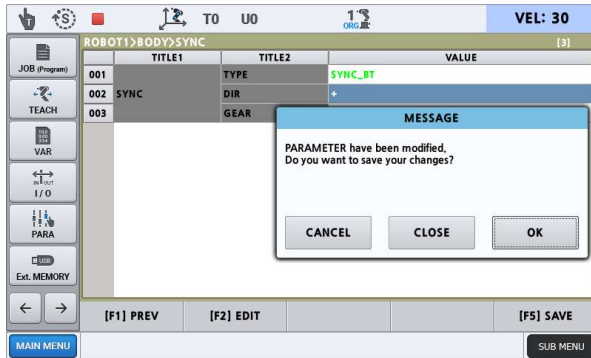 S
T0
U0
1
ORG
VEL: 30
ROBOT1>BODY>SYNC
[3]
TITLE1
TITLE2
VALUE
001
TYPE
SYNC_BT
002
SYNC
DIR
+
003
GEAR
JOB (Program)
TEACH
VAR
IN OUT
I/O
PARA
USB
Ext. MEMORY
MESSAGE
PARAMETER have been modified,
Do you want to save your changes?
CANCEL
CLOSE
OK
← →
[F1] PREV
[F2] EDIT
[F5] SAVE
MAIN MENU
SUB MENU